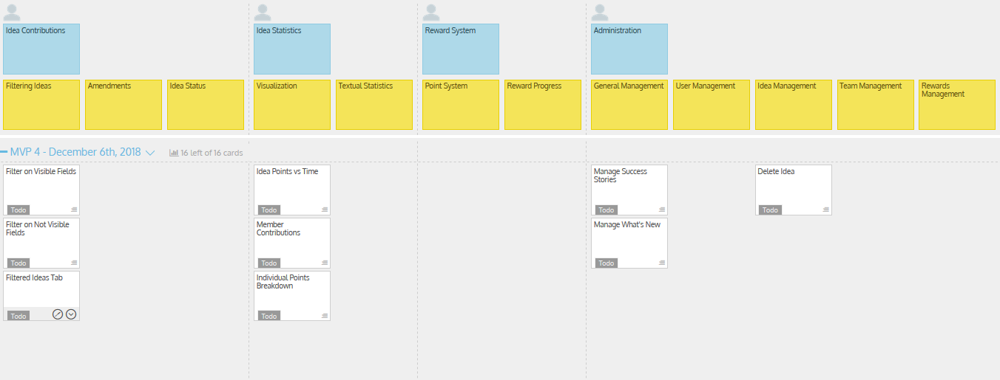 Idea Contributions
Idea Statistics
Reward System
Administration
Filtering Ideas
Amendments
Idea Status
Visualization
Textual Statistics
Point System
Reward Progress
General Management
User Management
Idea Management
Team Management
Rewards
Management
MVP 4 - December 6th, 2018
16 left of 16 cards
Filter on Visible Fields
Todo
Idea Points vs Time
Todo
Manage Success
Stories
Todo
Delete Idea
Todo
Filter on Not Visible
Fields
Todo
Member
Contributions
Todo
Manage What's New
Todo
Filtered Ideas Tab
Todo
Individual Points
Breakdown
Todo